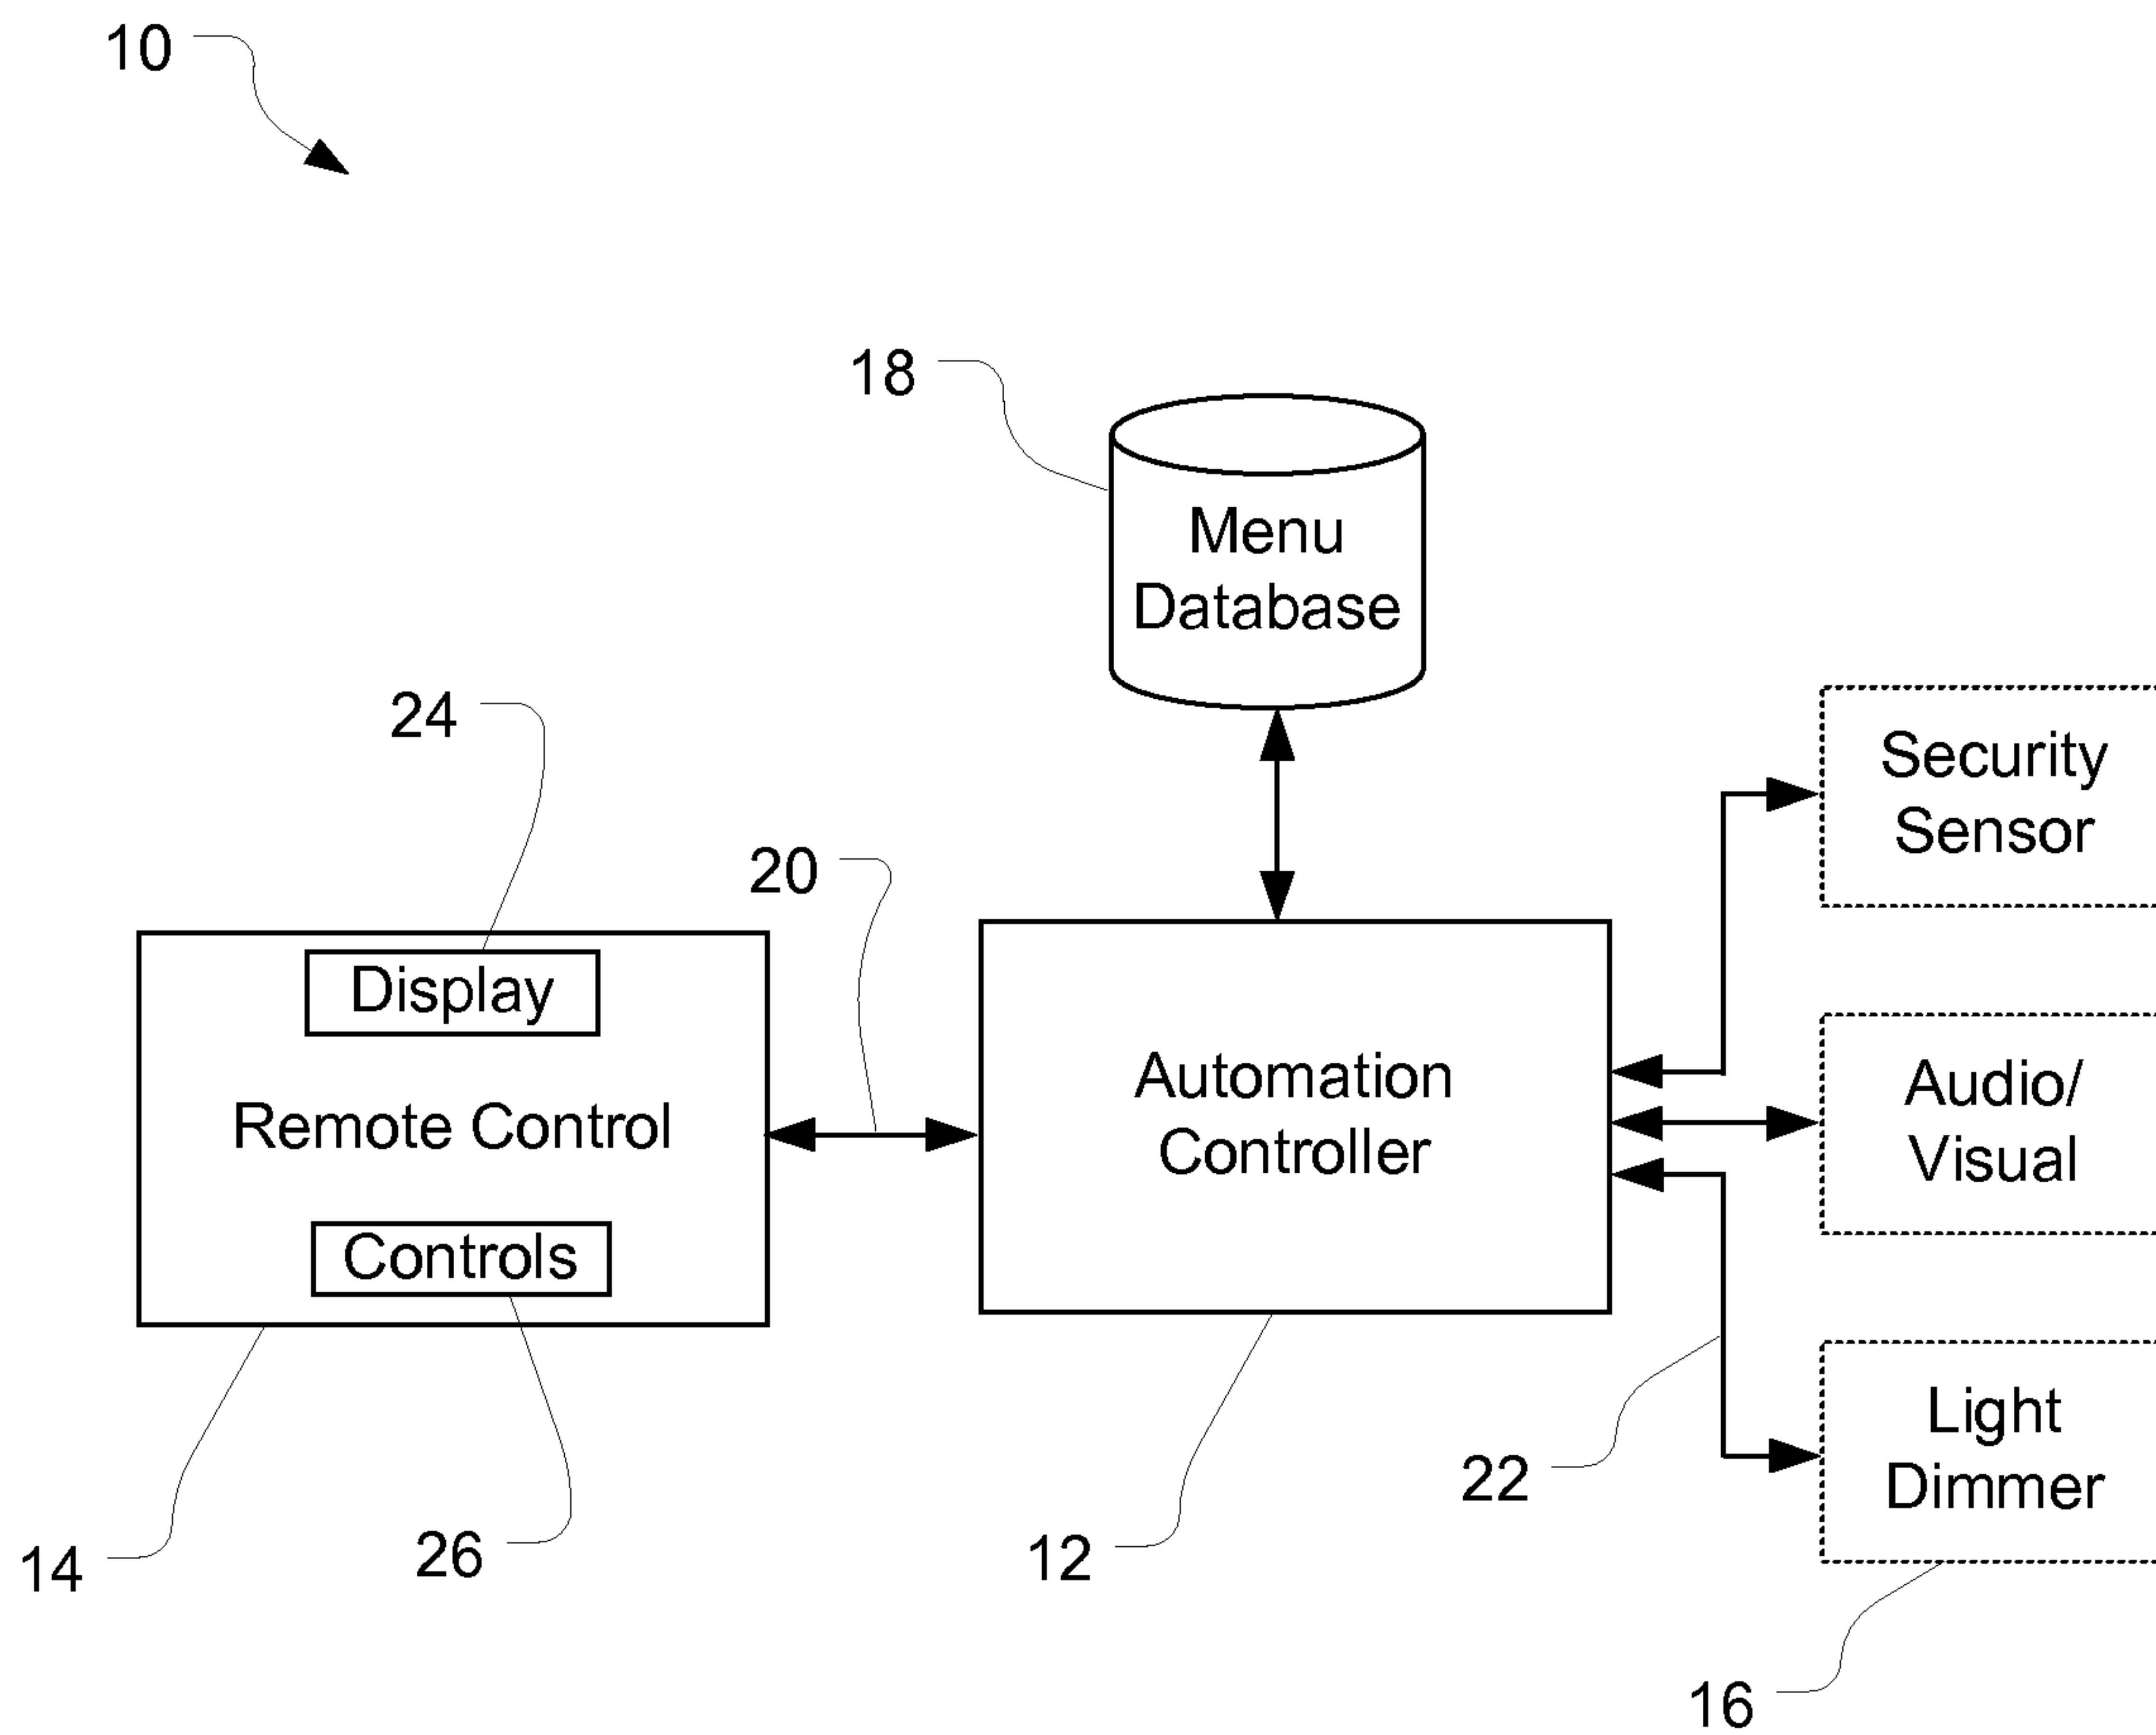 10
18
Menu
Database
24
Security
Sensor
20
Display
Remote Control
Controls
Automation
Controller
Audio/
Visual
Light
Dimmer
22
14
26
12
16